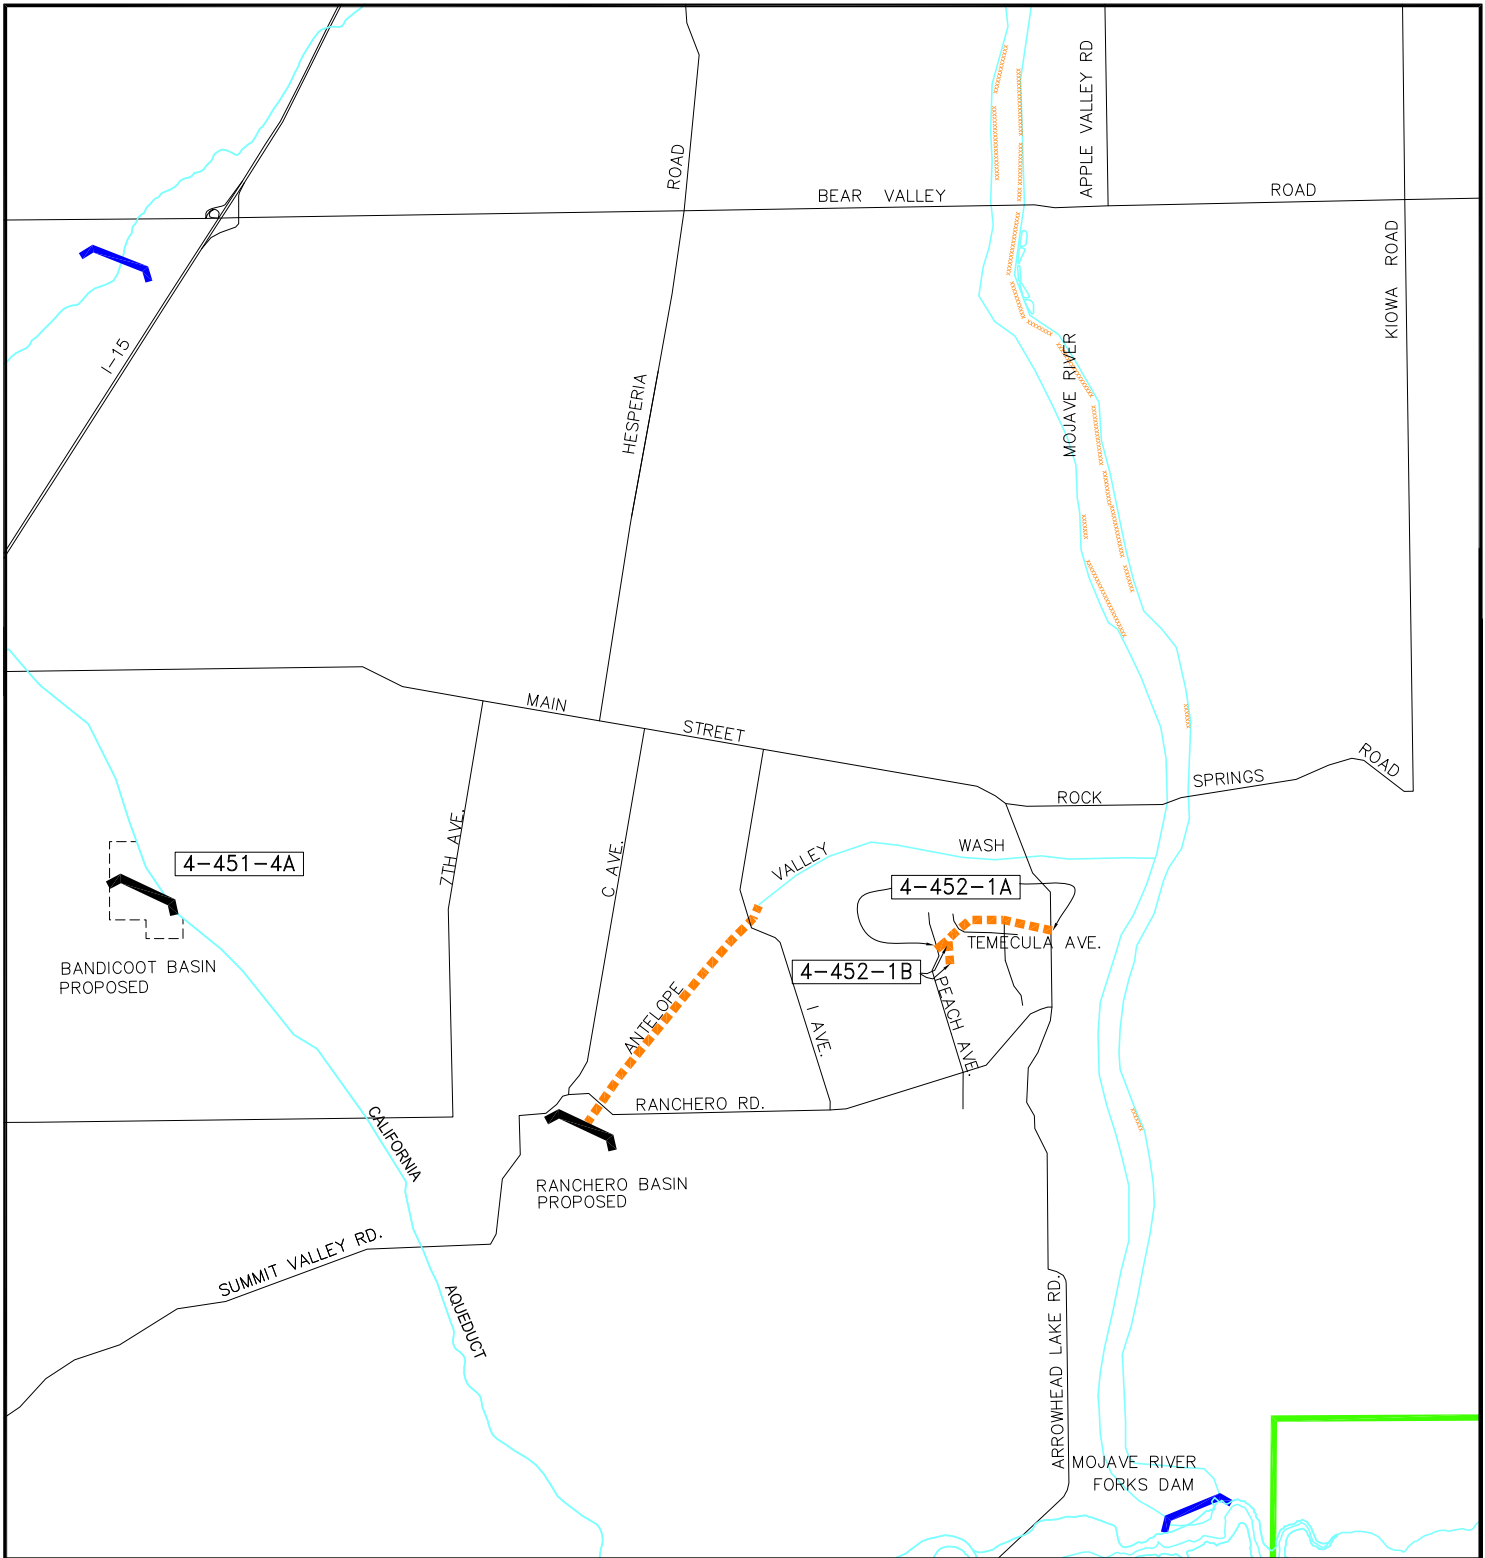 APPLE VALLEY RD
ROAD
BEAR VALLEY
ROAD
KIOWA ROAD
I-15
MOJAVE RIVER
HESPERIA
MAIN
STREET
ROAD
SPRINGS
ROCK
7TH AVE.
C AVE.
VALLEY
WASH
4-451-4A
4-452-1A
TEMECULA AVE.
4-452-1B
BANDICOOT BASIN
PROPOSED
PEACH AVE.
ANTELOPE
I AVE.
RANCHERO RD.
CALIFORNIA
RANCHERO BASIN
PROPOSED
SUMMIT VALLEY RD.
AQUEDUCT
ARROWHEAD LAKE RD.
MOJAVE RIVER
FORKS DAM